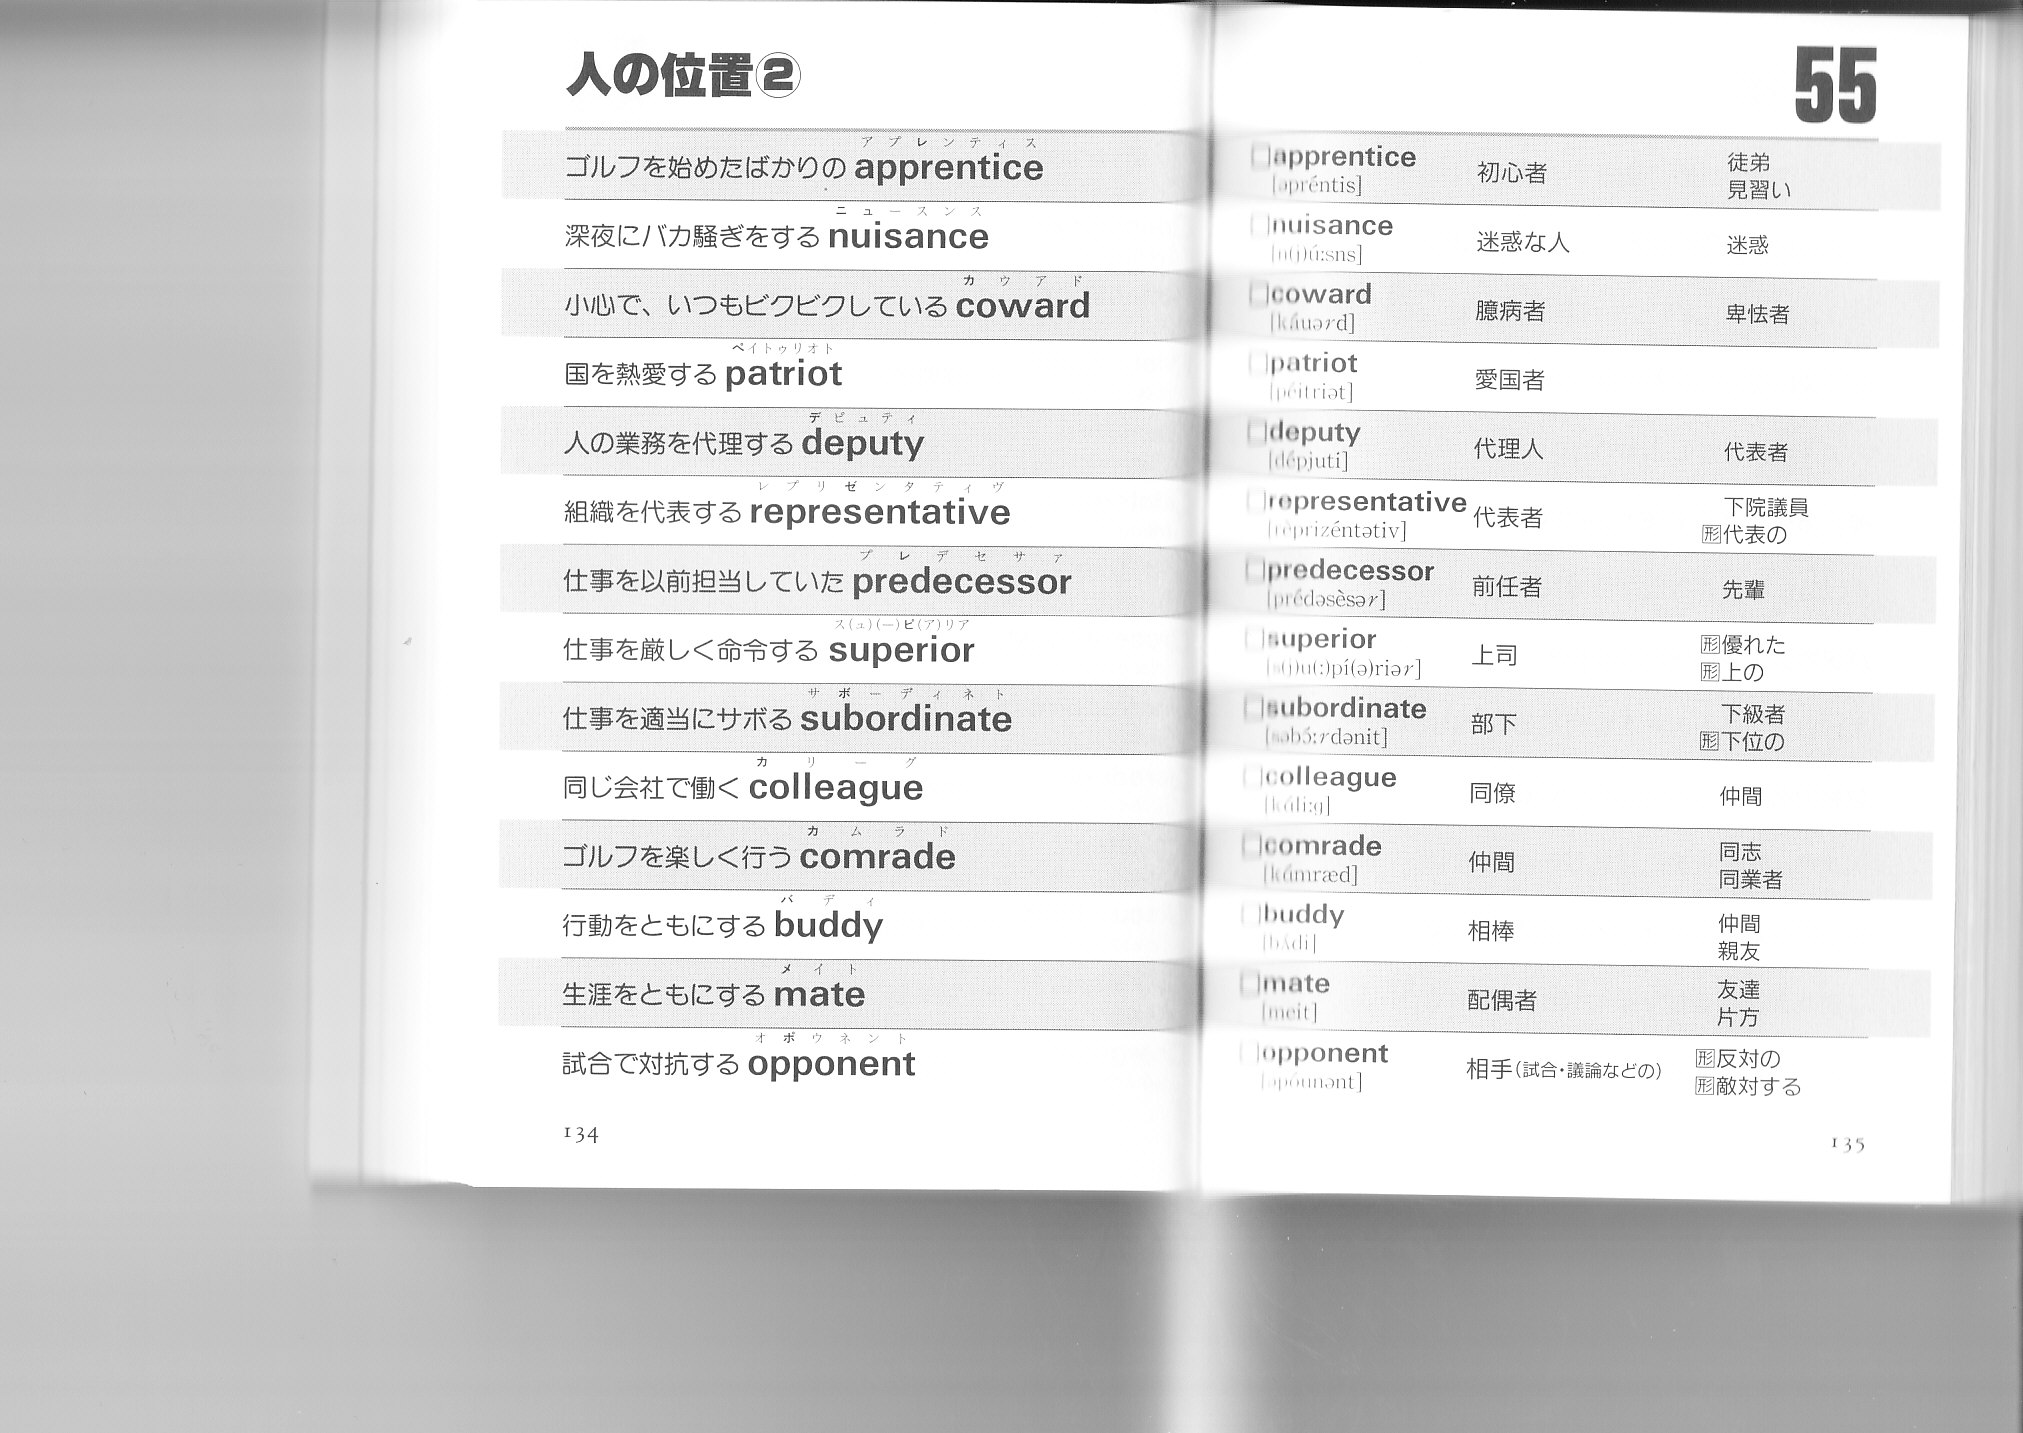 人の位置②
アプレンティス
ゴルフを始めたばかりの apprentice
ニュースンス
深夜にバカ騒ぎをする nuisance
カウアド
小心で、いつもビクビクしている coward
ペイトゥリオト
国を熱愛する patriot
デピュティ
人の業務を代理する deputy
レプリゼンタティヴ
組織を代表する representative
プレデセサァ
仕事を以前担当していた predecessor
ス(ュ)(ー)ピ(ア)リア
仕事を厳しく命令する superior
サボーディネト
仕事を適当にサボる subordinate
カリーグ
同じ会社で働く colleague
カムラド
ゴルフを楽しく行う comrade
バディ
行動をともにする buddy
メイト
生涯をともにする mate
オポウネント
試合で対抗する opponent
134
55
apprentice 初心者 徒弟
[əpréntis] 見習い
nuisance 迷惑な人 迷惑
[n(j)ú:sns]
coward 臆病者 卑怯者
[káuərd]
patriot 愛国者
[péitriət]
deputy 代理人 代表者
[dépjuti]
representative 代表者 下院議員
[rèprizéntətiv] 形代表の
predecessor 前任者 先輩
[prédəsèsər]
superior 上司 形優れた
[s(j)u(:)pí(ə)riər] 形上の
subordinate 部下 下級者
[səbɔ́:rdənit] 形下位の
colleague 同僚 仲間
[káli:g]
comrade 仲間 同志
[kámræd] 同業者
buddy 相棒 仲間
[bʌ́di] 親友
mate 配偶者 友達
[meit] 片方
opponent 相手(試合・議論などの) 形反対の
[əpóunənt] 形敵対する
135